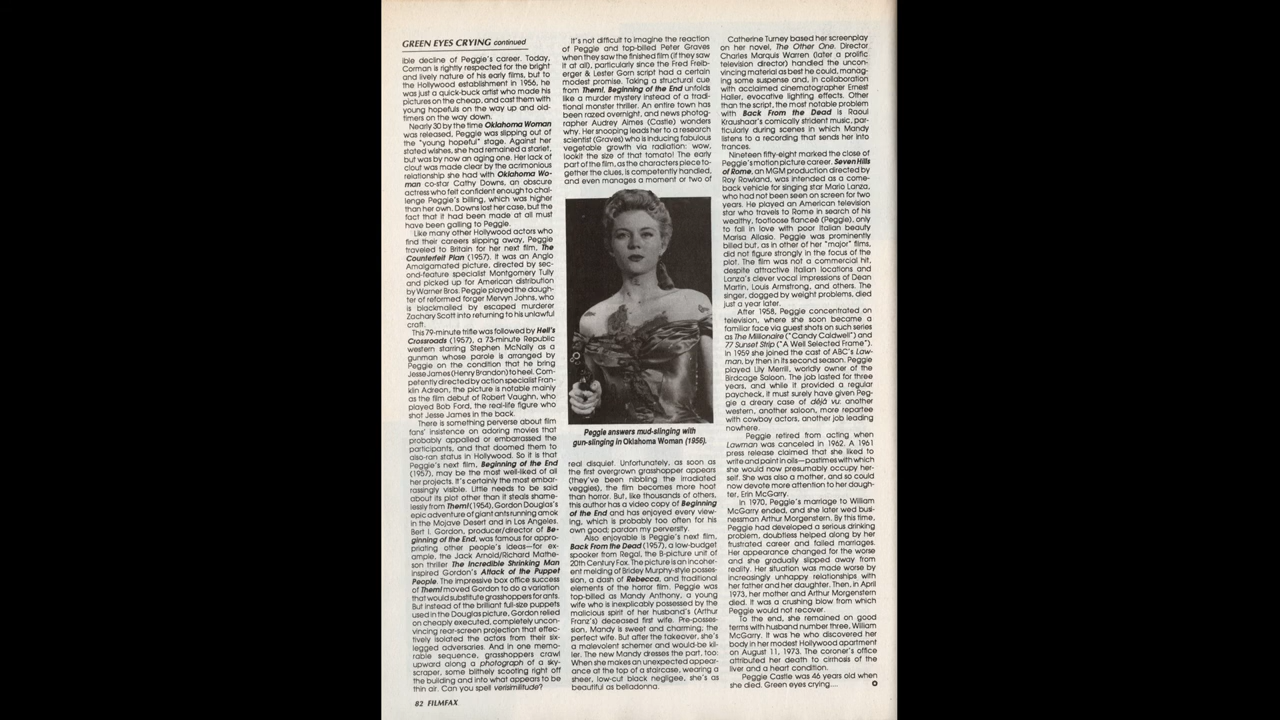 GREEN EYES CRYING continued
ible decline of Peggie's career. Today,
Corman is rightly respected for the bright
and lively nature of his early films, but to
the Hollywood establishment in 1956, he
was just a quick-buck artist who made his
pictures on the cheap, and cast them with
young hopefuls on the way up and old-
timers on the way down.
Nearly 30 by the time Oklahoma Woman
was released, Peggie was slipping out of
the "young hopeful" stage. Against her
stated wishes, she had remained a starlet,
but was by now an aging one. Her lack of
clout was made clear by the acrimonious
relationship she had with Oklahoma Wo-
man co-star Cathy Downs, an obscure
actress who felt confident enough to chal-
lenge Peggie's billing, which was higher
than her own. Downs lost her case, but the
fact that it had been made at all must
have been galling to Peggie.
Like many other Hollywood actors who
find their careers slipping away, Peggie
traveled to Britain for her next film, The
Counterfeit Plan (1957). It was an Anglo
Amalgamated picture, directed by sec-
ond-feature specialist Montgomery Tully
and picked up for American distribution
by Warner Bros. Peggie played the daugh-
ter of reformed forger Mervyn Johns, who
is blackmailed by escaped murderer
Zachary Scott into returning to his unlawful
craft.
This 79-minute trifle was followed by Hell's
Crossroads (1957), a 73-minute Republic
western starring Stephen McNally as a
gunman whose parole is arranged by
Peggie on the condition that he bring
Jesse James (Henry Brandon) to heel. Com-
petently directed by action specialist Fran-
klin Adreon, the picture is notable mainly
as the film debut of Robert Vaughn, who
played Bob Ford, the real-life figure who
shot Jesse James in the back.
There is something perverse about film
fans' insistence on adoring movies that
probably appalled or embarrassed the
participants, and that doomed them to
also-ran status in Hollywood. So it is that
Peggie's next film, Beginning of the End
(1957), may be the most well-liked of all
her projects. It's certainly the most embar-
rassingly visible. Little needs to be said
about its plot other than it steals shame-
lessly from Them! (1954), Gordon Douglas's
epic adventure of giant ants running amok
in the Mojave Desert and in Los Angeles.
Bert I. Gordon, producer/director of Be-
ginning of the End, was famous for appro-
priating other people's ideas—for ex-
ample, the Jack Arnold/Richard Mathe-
son thriller The Incredible Shrinking Man
inspired Gordon's Attack of the Puppet
People. The impressive box office success
of Them! moved Gordon to do a variation
that would substitute grasshoppers for ants.
But instead of the brilliant full-size puppets
used in the Douglas picture, Gordon relied
on cheaply executed, completely uncon-
vincing rear-screen projection that effec-
tively isolated the actors from their six-
legged adversaries. And in one memo-
rable sequence, grasshoppers crawl
upward along a photograph of a sky-
scraper, some blithely scooting right off
the building and into what appears to be
thin air. Can you spell verisimilitude?
It's not difficult to imagine the reaction
of Peggie and top-billed Peter Graves
when they saw the finished film (if they saw
it at all), particularly since the Fred Freib-
erger & Lester Gorn script had a certain
modest promise. Taking a structural cue
from Them!, Beginning of the End unfolds
like a murder mystery instead of a tradi-
tional monster thriller. An entire town has
been razed overnight, and news photog-
rapher Audrey Aimes (Castle) wonders
why. Her snooping leads her to a research
scientist (Graves) who is inducing fabulous
vegetable growth via radiation: wow,
lookit the size of that tomato! The early
part of the film, as the characters piece to-
gether the clues, is competently handled,
and even manages a moment or two of
Peggie answers mud-slinging with
gun-slinging in Oklahoma Woman (1956).
real disquiet. Unfortunately, as soon as
the first overgrown grasshopper appears
(they've been nibbling the irradiated
veggies), the film becomes more hoot
than horror. But, like thousands of others,
this author has a video copy of Beginning
of the End and has enjoyed every view-
ing, which is probably too often for his
own good; pardon my perversity.
Also enjoyable is Peggie's next film,
Back From the Dead (1957), a low-budget
spooker from Regal, the B-picture unit of
20th Century Fox. The picture is an incoher-
ent melding of Bridey Murphy-style posses-
sion, a dash of Rebecca, and traditional
elements of the horror film. Peggie was
top-billed as Mandy Anthony, a young
wife who is inexplicably possessed by the
malicious spirit of her husband's (Arthur
Franz's) deceased first wife. Pre-posses-
sion, Mandy is sweet and charming; the
perfect wife. But after the takeover, she's
a malevolent schemer and would-be kil-
ler. The new Mandy dresses the part, too:
When she makes an unexpected appear-
ance at the top of a staircase, wearing a
sheer, low-cut black negligee, she's as
beautiful as belladonna.
Catherine Turney based her screenplay
on her novel, The Other One. Director
Charles Marquis Warren (later a prolific
television director) handled the uncon-
vincing material as best he could, manag-
ing some suspense and, in collaboration
with acclaimed cinematographer Ernest
Haller, evocative lighting effects. Other
than the script, the most notable problem
with Back From the Dead is Raoul
Kraushaar's comically strident music, par-
ticularly during scenes in which Mandy
listens to a recording that sends her into
trances.
Nineteen fifty-eight marked the close of
Peggie's motion picture career. Seven Hills
of Rome, an MGM production directed by
Roy Rowland, was intended as a come-
back vehicle for singing star Mario Lanza,
who had not been seen on screen for two
years. He played an American television
star who travels to Rome in search of his
wealthy, footloose fianceé (Peggie), only
to fall in love with poor Italian beauty
Marisa Allasio. Peggie was prominently
billed but, as in other of her "major" films,
did not figure strongly in the focus of the
plot. The film was not a commercial hit,
despite attractive Italian locations and
Lanza's clever vocal impressions of Dean
Martin, Louis Armstrong, and others. The
singer, dogged by weight problems, died
just a year later.
After 1958, Peggie concentrated on
television, where she soon became a
familiar face via guest shots on such series
as The Millionaire ("Candy Caldwell") and
77 Sunset Strip ("A Well Selected Frame").
In 1959 she joined the cast of ABC's Law-
man, by then in its second season. Peggie
played Lily Merrill, worldly owner of the
Birdcage Saloon. The job lasted for three
years, and while it provided a regular
paycheck, it must surely have given Peg-
gie a dreary case of déjà vu: another
western, another saloon, more repartee
with cowboy actors, another job leading
nowhere.
Peggie retired from acting when
Lawman was canceled in 1962. A 1961
press release claimed that she liked to
write and paint in oils—pastimes with which
she would now presumably occupy her-
self. She was also a mother, and so could
now devote more attention to her daugh-
ter, Erin McGarry.
In 1970, Peggie's marriage to William
McGarry ended, and she later wed busi-
nessman Arthur Morgenstern. By this time,
Peggie had developed a serious drinking
problem, doubtless helped along by her
frustrated career and failed marriages.
Her appearance changed for the worse
and she gradually slipped away from
reality. Her situation was made worse by
increasingly unhappy relationships with
her father and her daughter. Then, in April
1973, her mother and Arthur Morgenstern
died. It was a crushing blow from which
Peggie would not recover.
To the end, she remained on good
terms with husband number three, William
McGarry. It was he who discovered her
body in her modest Hollywood apartment
on August 11, 1973. The coroner's office
attributed her death to cirrhosis of the
liver and a heart condition.
Peggie Castle was 46 years old when
she died. Green eyes crying....
82 FILMFAX